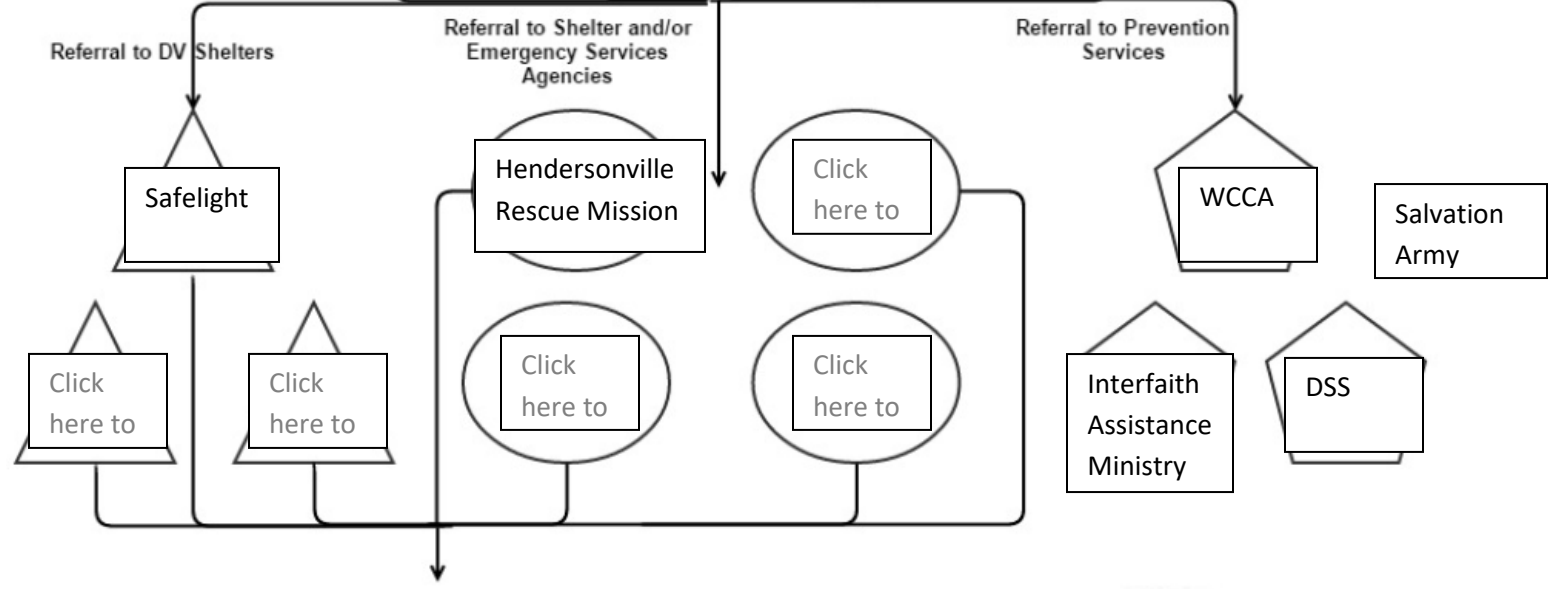 Referral to DV Shelters
Referral to Shelter and/or
Emergency Services
Agencies
Referral to Prevention
Services
Safelight
Hendersonville
Rescue Mission
Click
here to
WCCA
Salvation
Army
Click
here to
Click
here to
Click
here to
Click
here to
Interfaith
Assistance
Ministry
DSS